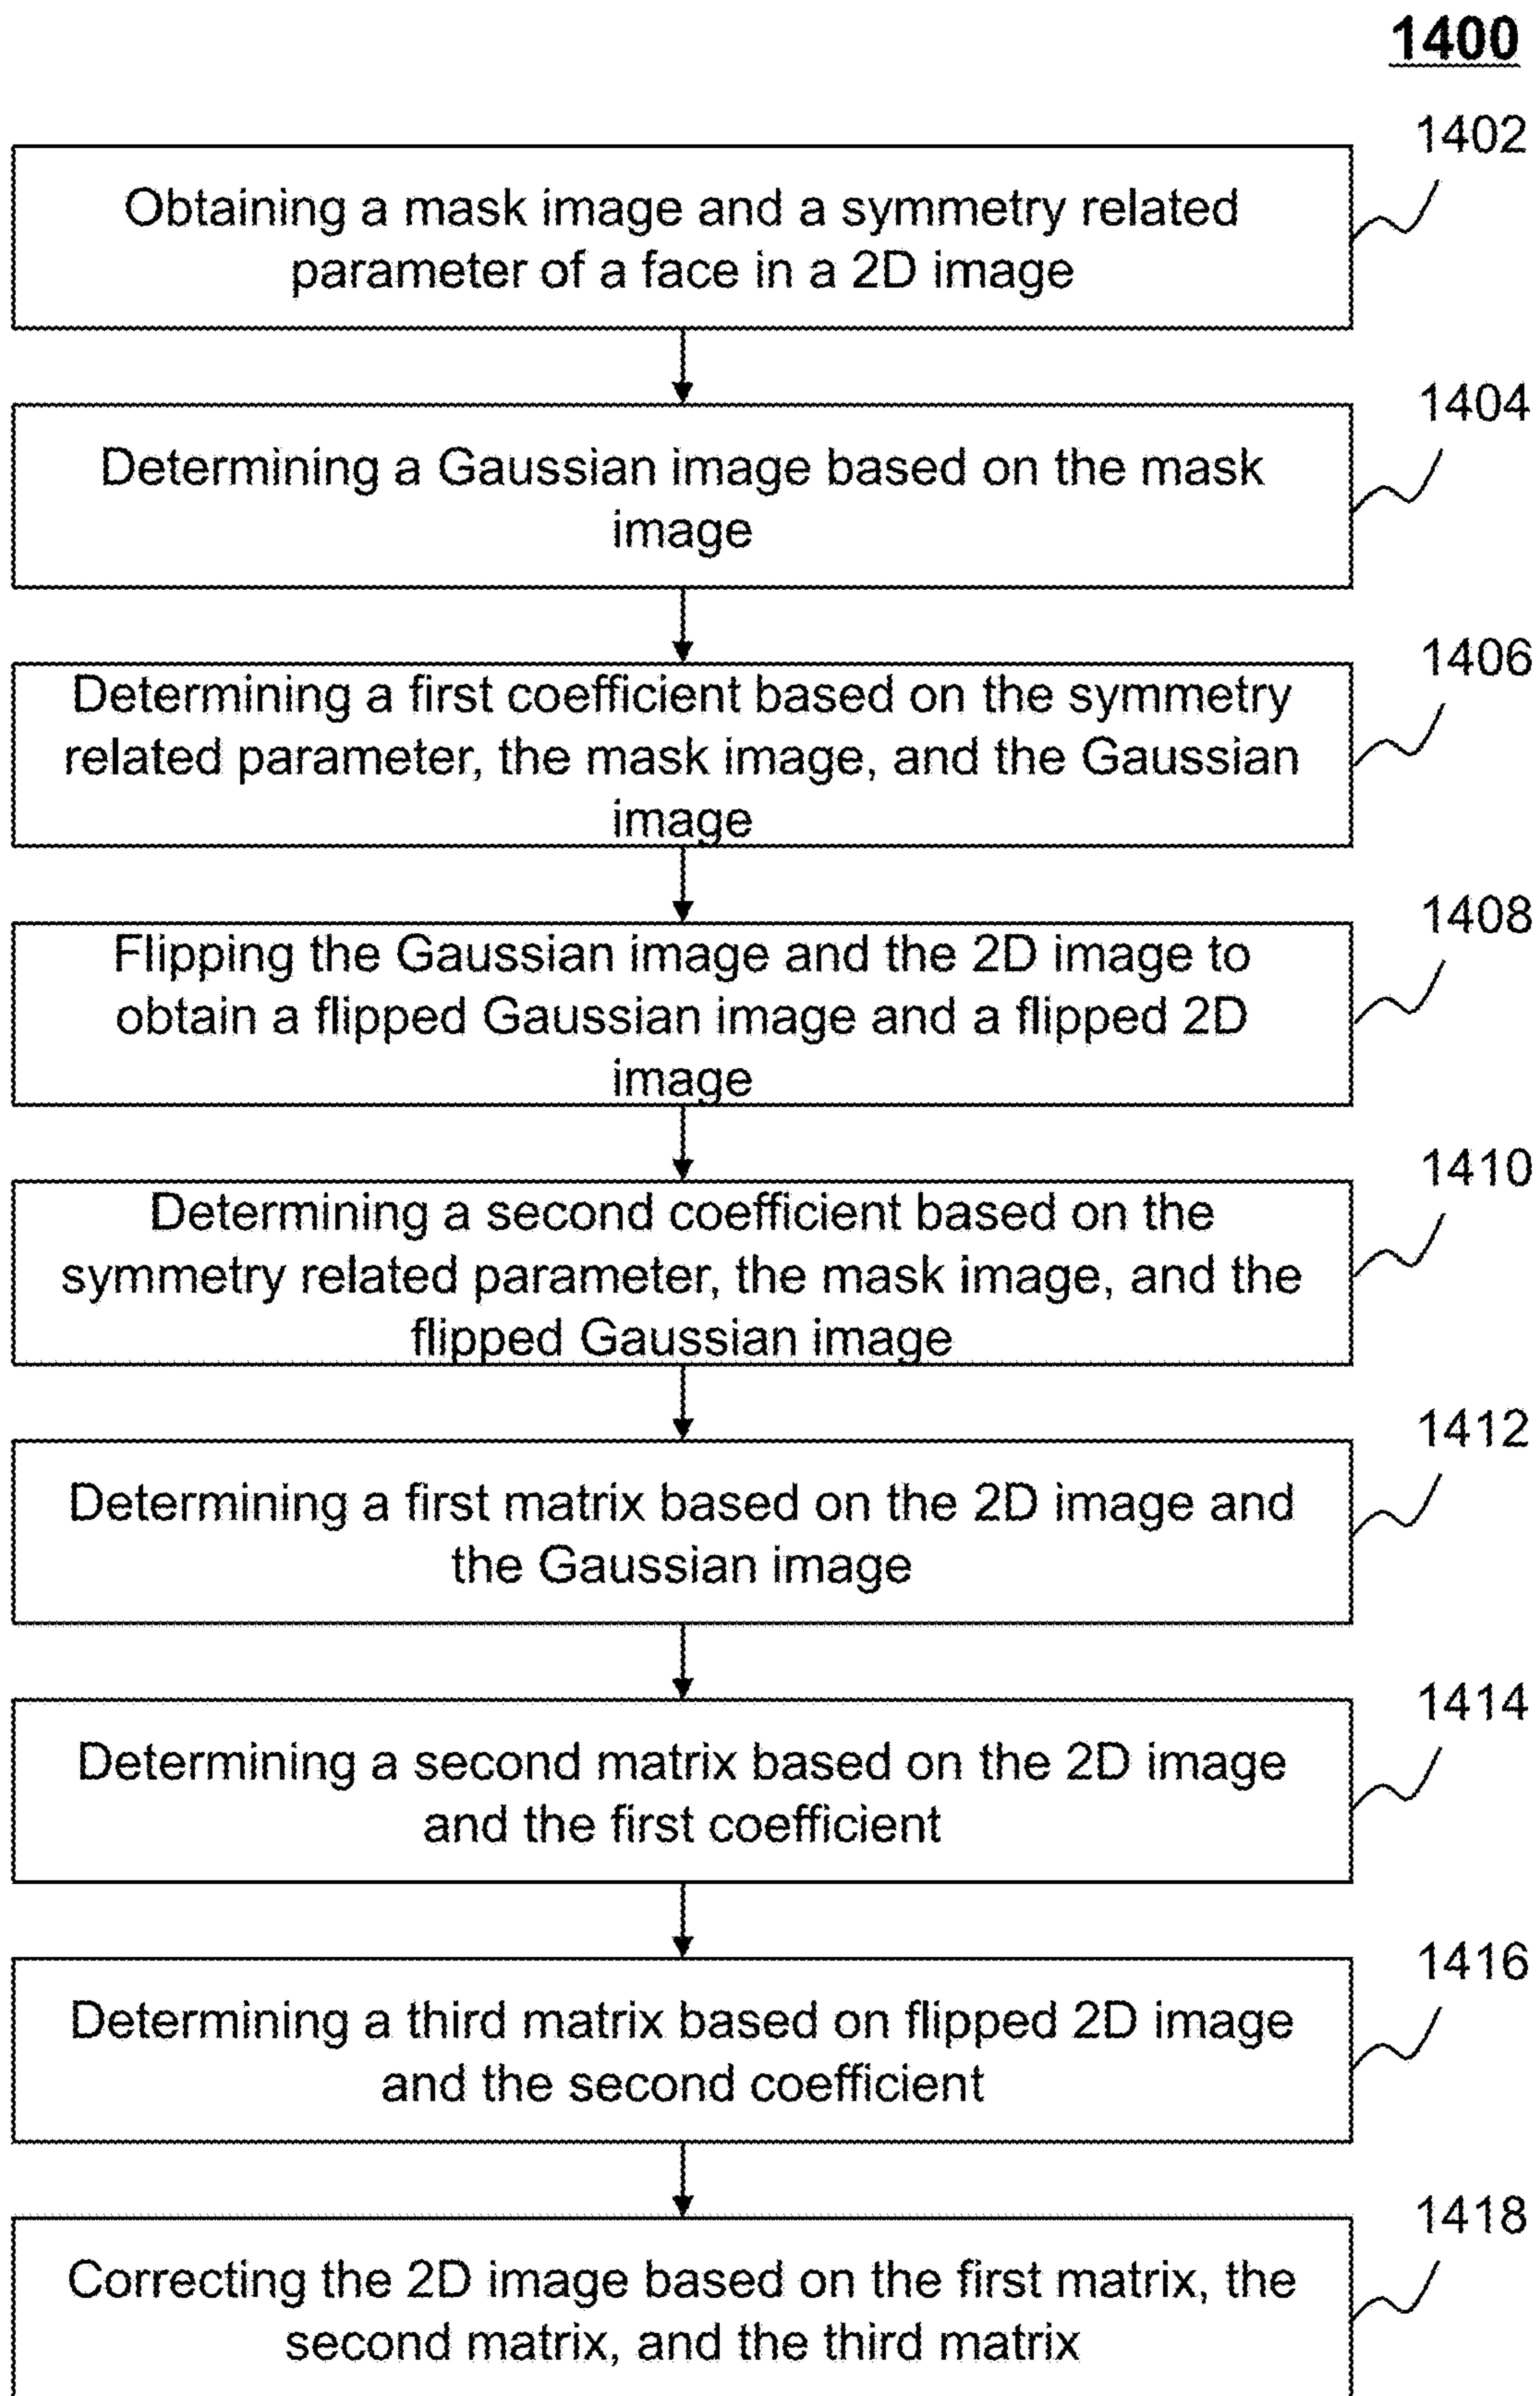 1400
1402
Obtaining a mask image and a symmetry related
parameter of a face in a 2D image
1404
Determining a Gaussian image based on the mask
image
1406
Determining a first coefficient based on the symmetry
related parameter, the mask image, and the Gaussian
image
1408
Flipping the Gaussian image and the 2D image to
obtain a flipped Gaussian image and a flipped 2D
image
1410
Determining a second coefficient based on the
symmetry related parameter, the mask image, and the
flipped Gaussian image
1412
Determining a first matrix based on the 2D image and
the Gaussian image
1414
Determining a second matrix based on the 2D image
and the first coefficient
1416
Determining a third matrix based on flipped 2D image
and the second coefficient
1418
Correcting the 2D image based on the first matrix, the
second matrix, and the third matrix